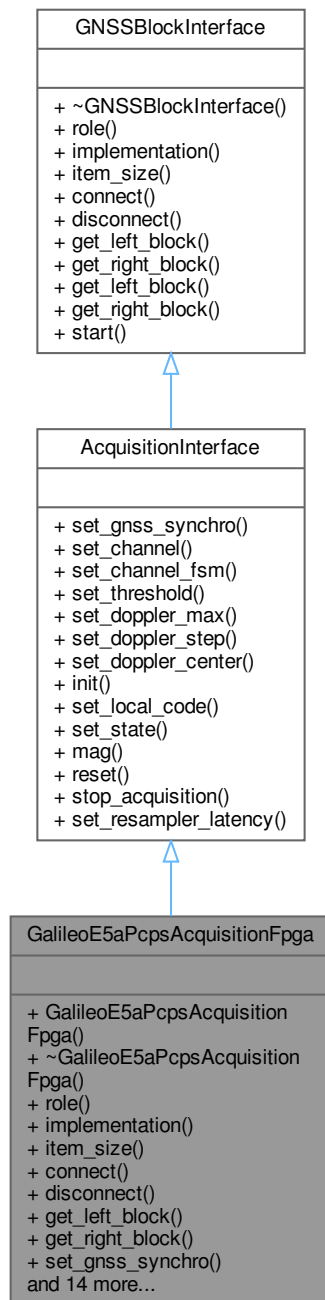 GNSSBlockInterface
+ ~GNSSBlockInterface()
+ role()
+ implementation()
+ item_size()
+ connect()
+ disconnect()
+ get_left_block()
+ get_right_block()
+ get_left_block()
+ get_right_block()
+ start()
AcquisitionInterface
+ set_gnss_synchro()
+ set_channel()
+ set_channel_fsm()
+ set_threshold()
+ set_doppler_max()
+ set_doppler_step()
+ set_doppler_center()
+ init()
+ set_local_code()
+ set_state()
+ mag()
+ reset()
+ stop_acquisition()
+ set_resampler_latency()
GalileoE5aPcpsAcquisitionFpga
+ GalileoE5aPcpsAcquisition
Fpga()
+ ~GalileoE5aPcpsAcquisition
Fpga()
+ role()
+ implementation()
+ item_size()
+ connect()
+ disconnect()
+ get_left_block()
+ get_right_block()
+ set_gnss_synchro()
and 14 more...